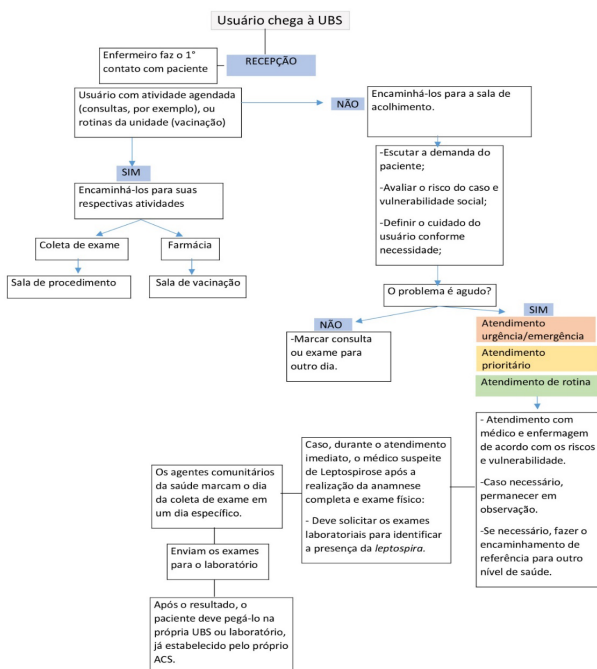 Usuário chega à UBS
Enfermeiro faz o 1°
contato com paciente
RECEPÇÃO
Usuário com atividade agendada
(consultas, por exemplo), ou
rotinas da unidade (vacinação)
NÃO
Encaminhá-los para a sala de
acolhimento.
SIM
Encaminhá-los para suas
respectivas atividades
Coleta de exame
Farmácia
Sala de procedimento
Sala de vacinação
-Escutar a demanda do
paciente;
-Avaliar o risco do caso e
vulnerabilidade social;
-Definir o cuidado do
usuário conforme
necessidade;
O problema é agudo?
NÃO
-Marcar consulta
ou exame para
outro dia.
SIM
Atendimento
urgência/emergência
Atendimento
prioritário
Atendimento de rotina
- Atendimento com
médico e enfermagem
de acordo com os riscos
e vulnerabilidade.
-Caso necessário,
permanecer em
observação.
-Se necessário, fazer o
encaminhamento de
referência para outro
nível de saúde.
Caso, durante o atendimento
imediato, o médico suspeite
de Leptospirose após a
realização da anamnese
completa e exame físico:
- Deve solicitar os exames
laboratoriais para identificar
a presença da leptospira.
Os agentes comunitários
da saúde marcam o dia
da coleta de exame em
um dia específico.
Enviam os exames
para o laboratório
Após o resultado, o
paciente deve pegá-lo na
própria UBS ou laboratório,
já estabelecido pelo próprio
ACS.